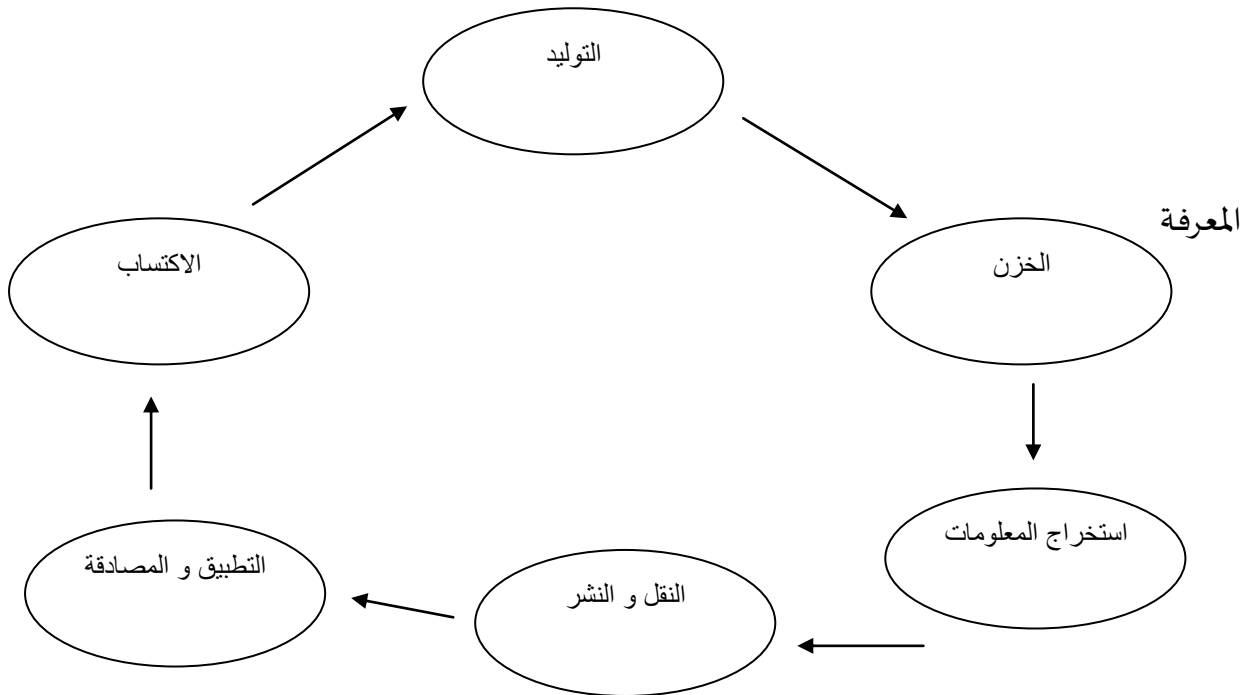 التوليد
المعرفة
الخزن
الاكتساب
استخراج المعلومات
النقل و النشر
التطبيق و المصادقة